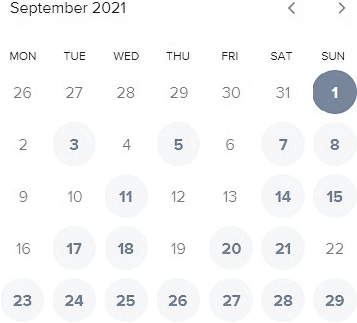 September 2021
MON TUE WED THU FRI SAT SUN
26 27 28 29 30 31 1
2 3 4 5 6 7 8
9 10 11 12 13 14 15
16 17 18 19 20 21 22
23 24 25 26 27 28 29